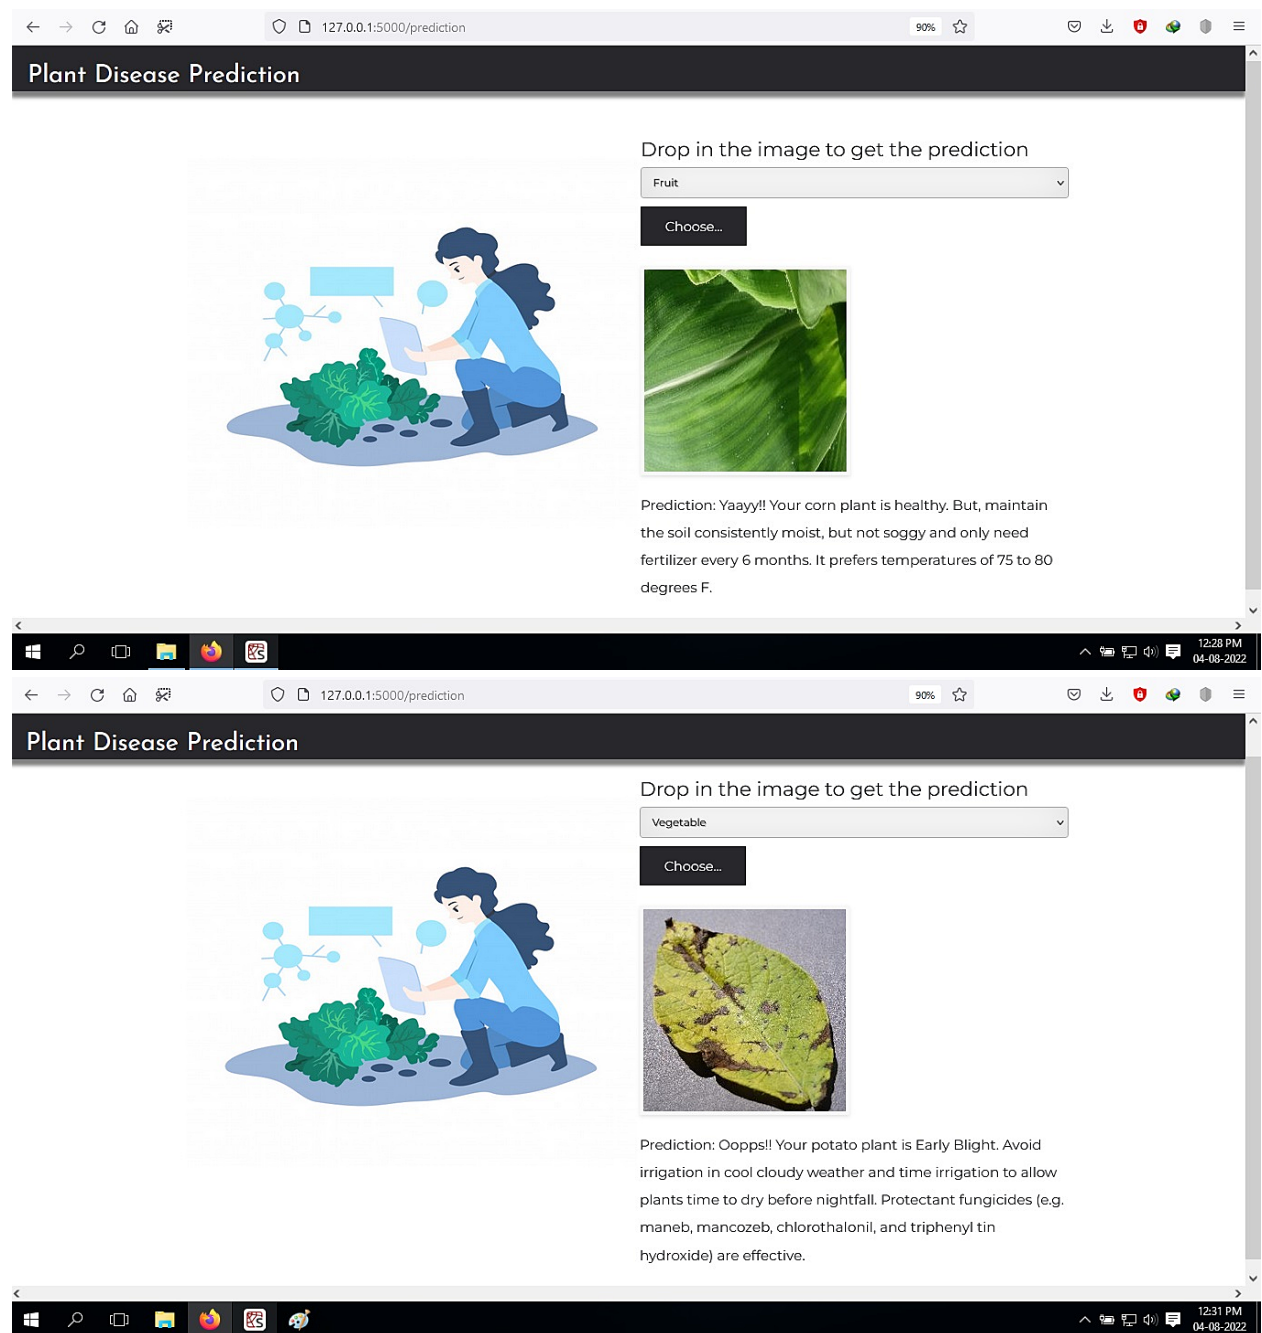 127.0.0.1:5000/prediction
90%
Plant Disease Prediction
Drop in the image to get the prediction
Fruit
Choose...
Prediction: Yaayy!! Your corn plant is healthy. But, maintain
the soil consistently moist, but not soggy and only need
fertilizer every 6 months. It prefers temperatures of 75 to 80
degrees F.
12:28 PM
04-08-2022
127.0.0.1:5000/prediction
90%
Plant Disease Prediction
Drop in the image to get the prediction
Vegetable
Choose...
Prediction: Oopps!! Your potato plant is Early Blight. Avoid
irrigation in cool cloudy weather and time irrigation to allow
plants time to dry before nightfall. Protectant fungicides (e.g.
maneb, mancozeb, chlorothalonil, and triphenyl tin
hydroxide) are effective.
12:31 PM
04-08-2022